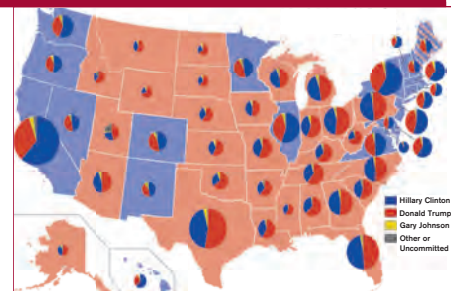 Hillary Clinton
Donald Trump
Gary Johnson
Other or
Uncommitted